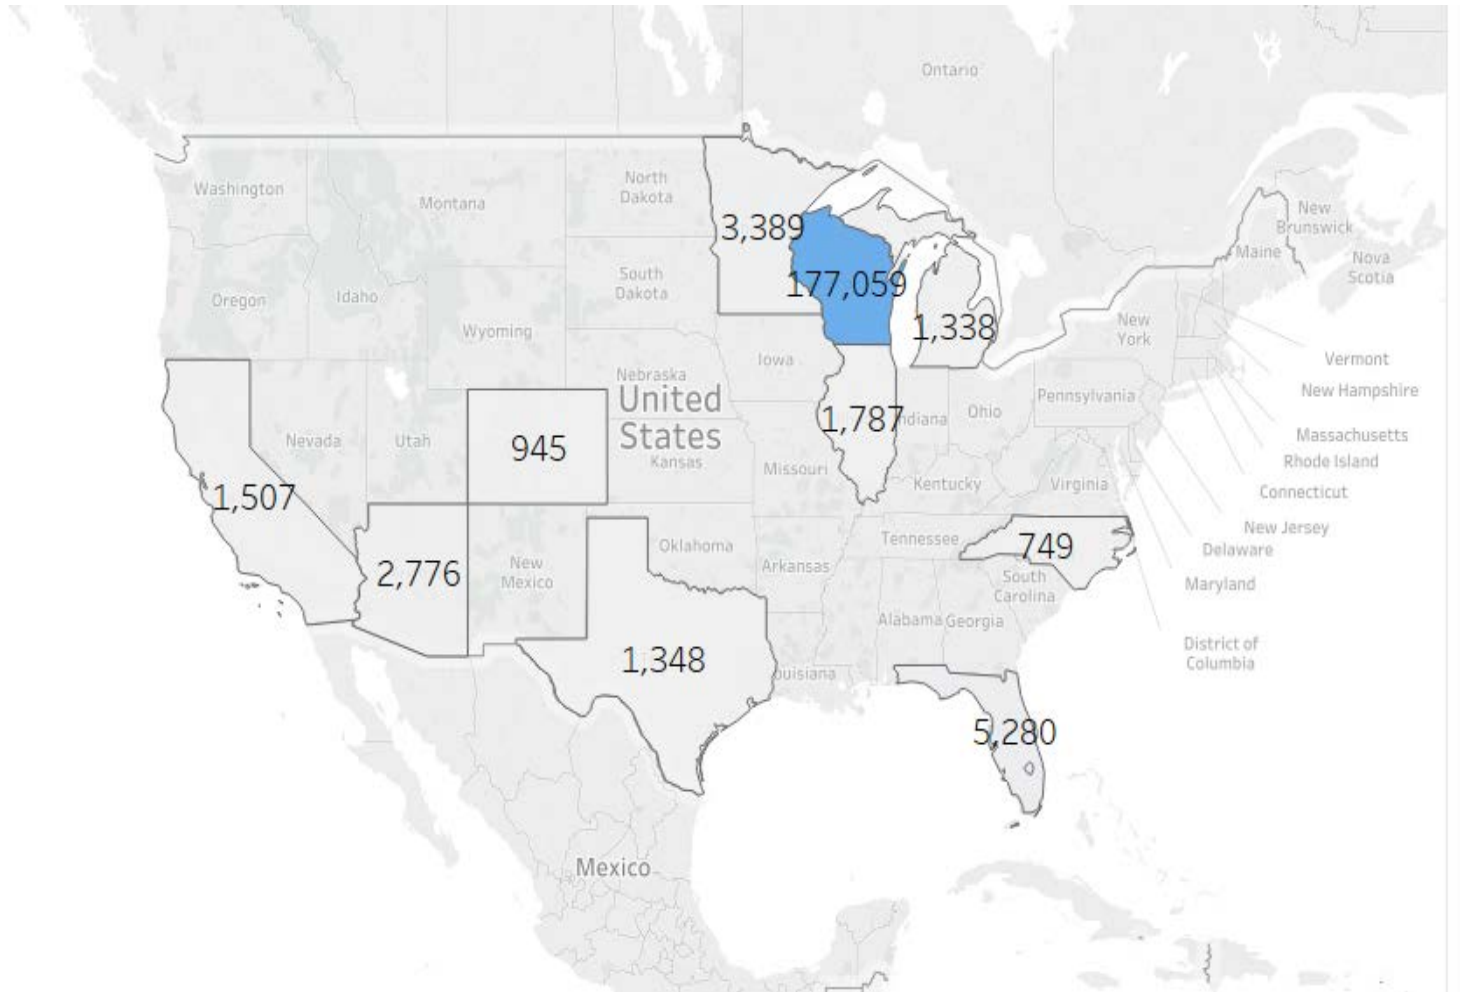 Ontario
Washington
Montana
North
Dakota
New
Brunswick
3,389
Maine
Nova
Scotia
South
Dakota
177,059
Oregon
Idaho
Wyoming
1,338
New
York
Iowa
Vermont
Nebraska
New Hampshire
United
States
Pennsylvania
1,787
ndiana
Ohio
Nevada
Utah
945
Massachusetts
Kansas
Missouri
Rhode Island
Kentucky
Virginia
Connecticut
1,507
New Jersey
Delaware
Tennessee
749
Oklahoma
New
Mexico
2,776
Arkansas
South
Carolina
Maryland
Alabama
Georgia
District of
Columbia
1,348
ouisiana
5,280
Mexico